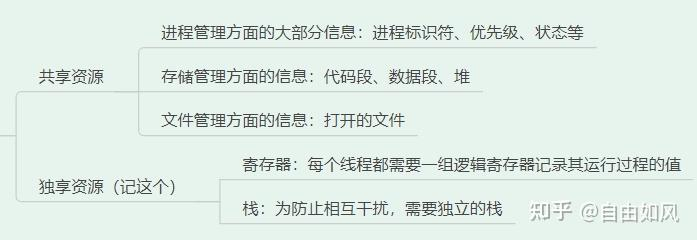 进程管理方面的大部分信息：进程标识符、优先级、状态等
共享资源
存储管理方面的信息：代码段、数据段、堆
文件管理方面的信息：打开的文件
寄存器：每个线程都需要一组逻辑寄存器记录其运行过程的值
独享资源（记这个）
栈：为防止相互干扰，需要独立的栈
知乎 @自由如风